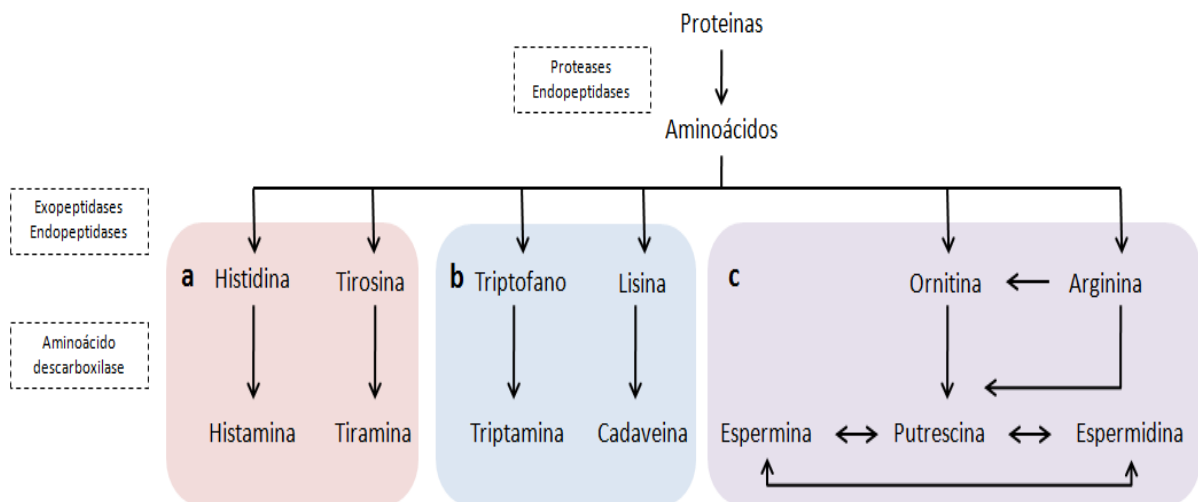 Proteinas
Proteases
Endopeptidases
Aminoácidos
Exopeptidases
Endopeptidases
a
Histidina
Tirosina
b
Triptofano
Lisina
c
Ornitina
Arginina
Aminoácido
descarboxilase
Histamina
Tiramina
Triptamina
Cadaveina
Espermina
Putrescina
Espermidina